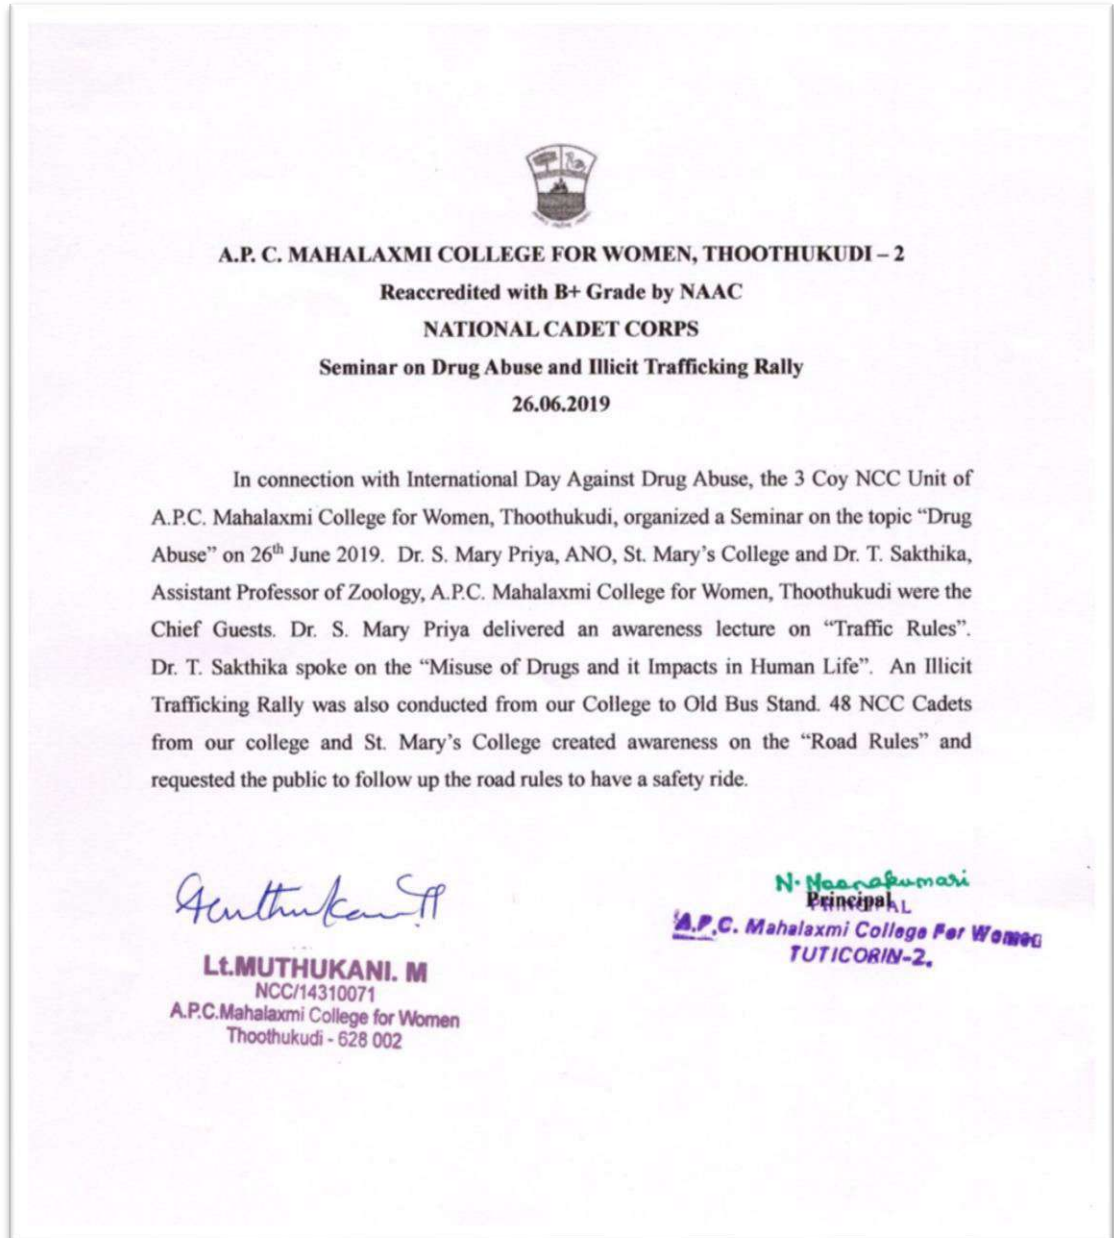 A.P. C. MAHALAXMI COLLEGE FOR WOMEN, THOOTHUKUDI – 2
Reaccredited with B+ Grade by NAAC
NATIONAL CADET CORPS
Seminar on Drug Abuse and Illicit Trafficking Rally
26.06.2019
In connection with International Day Against Drug Abuse, the 3 Coy NCC Unit of
A.P.C. Mahalaxmi College for Women, Thoothukudi, organized a Seminar on the topic “Drug
Abuse” on 26th June 2019. Dr. S. Mary Priya, ANO, St. Mary’s College and Dr. T. Sakthika,
Assistant Professor of Zoology, A.P.C. Mahalaxmi College for Women, Thoothukudi were the
Chief Guests. Dr. S. Mary Priya delivered an awareness lecture on “Traffic Rules”.
Dr. T. Sakthika spoke on the “Misuse of Drugs and it Impacts in Human Life”. An Illicit
Trafficking Rally was also conducted from our College to Old Bus Stand. 48 NCC Cadets
from our college and St. Mary’s College created awareness on the “Road Rules” and
requested the public to follow up the road rules to have a safety ride.
Lt.MUTHUKANI. M
NCC/14310071
A.P.C.Mahalaxmi College for Women
Thoothukudi - 628 002
Principal
PRINCIPAL
A.P.C. Mahalaxmi College For Women
TUTICORIN-2.